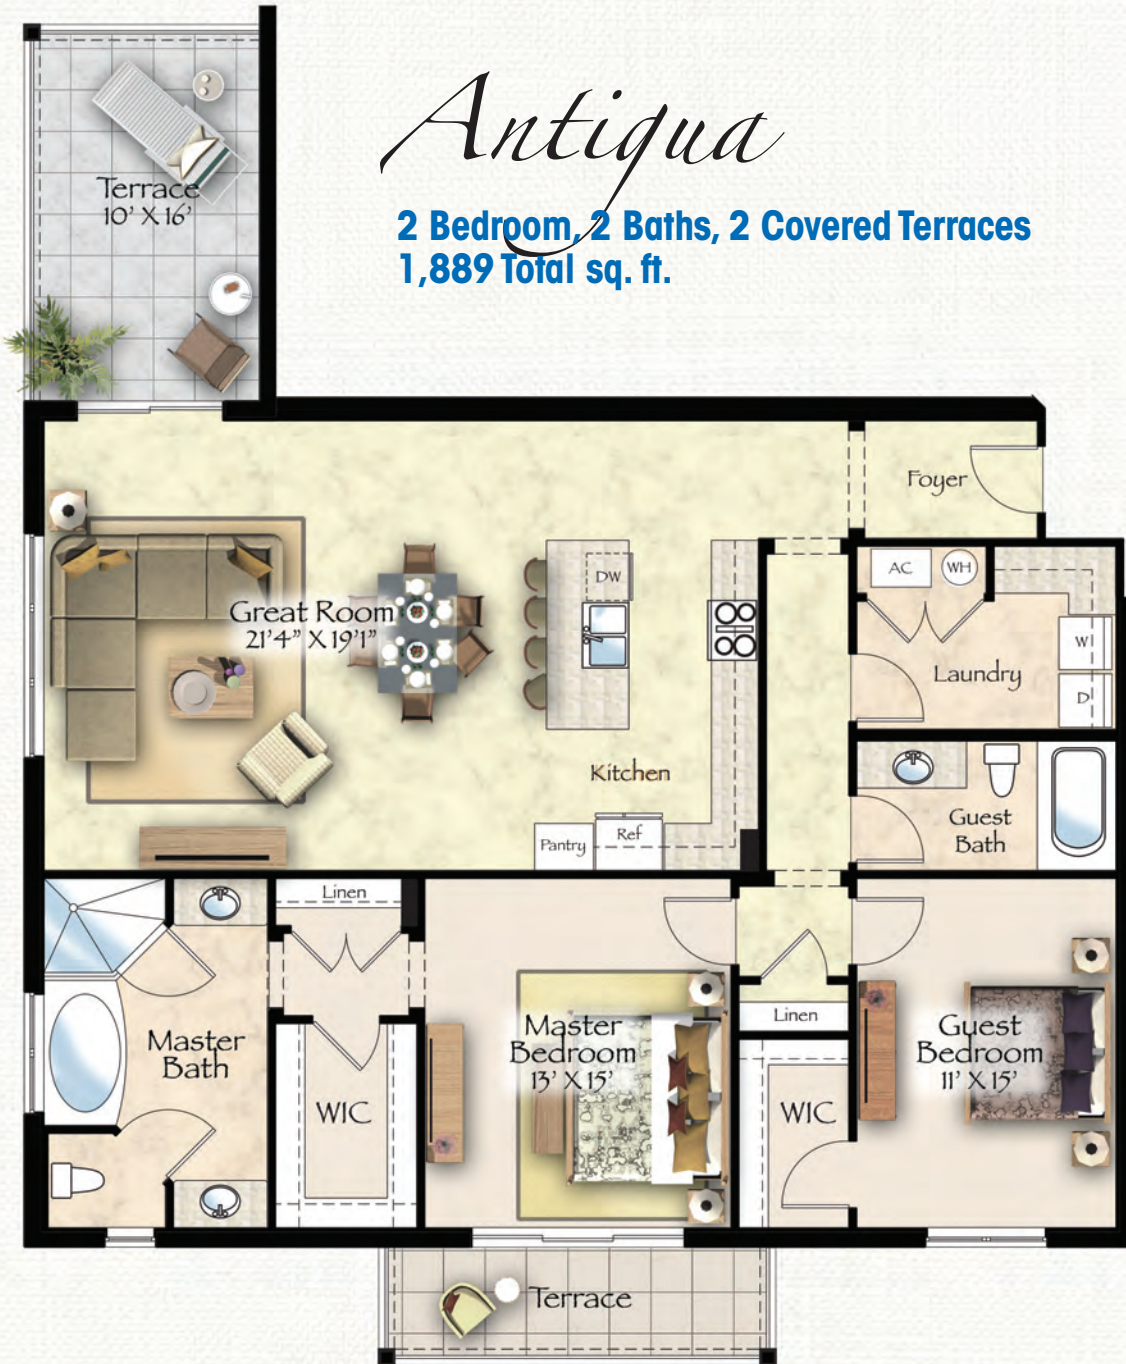 Antigua
2 Bedroom, 2 Baths, 2 Covered Terraces
1,889 Total sq. ft.
Terrace
10' X 16'
Foyer
AC
WH
DW
Great Room
21'4" X 19'1"
W
Laundry
D
Kitchen
Guest
Bath
Pantry
Ref
Linen
Linen
Master
Bath
Master
Bedroom
13' X 15'
Guest
Bedroom
11' X 15'
WIC
WIC
Terrace